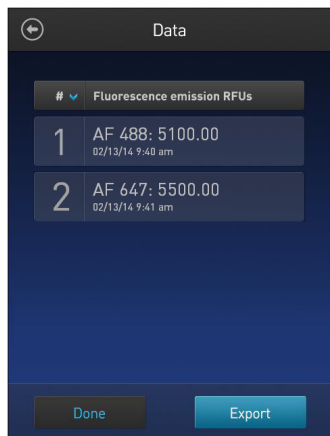 Data
# Fluorescence emission RFUs
1 AF 488: 5100.00
02/13/14 9:40 am
2 AF 647: 5500.00
02/13/14 9:41 am
Done Export